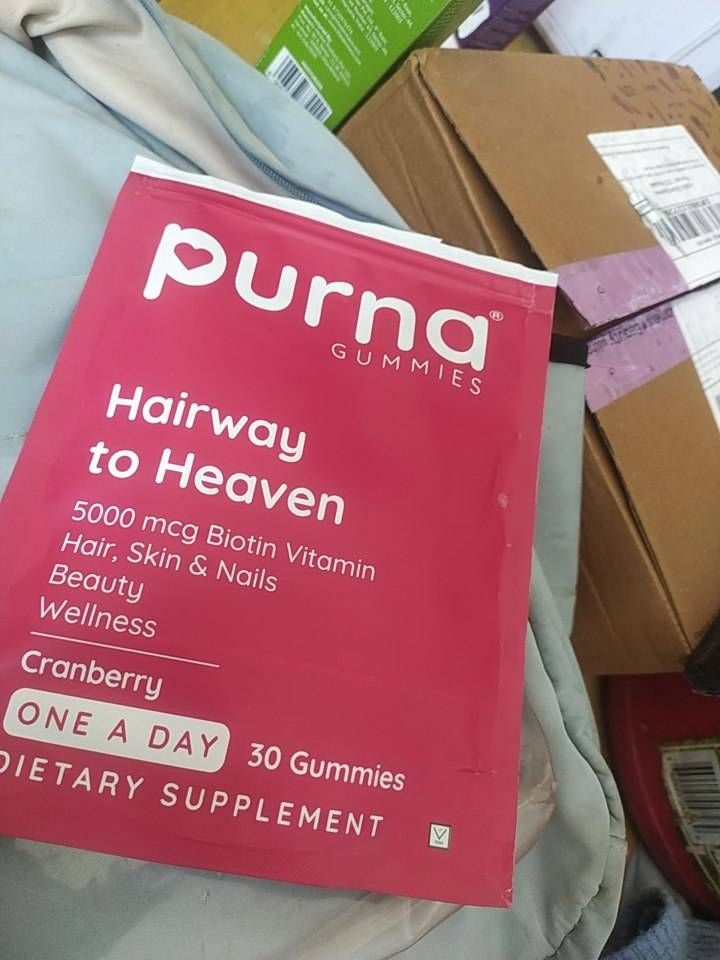 purna®
GUMMIES
Hairway
to Heaven
5000 mcg Biotin Vitamin
Hair, Skin & Nails
Beauty
Wellness
Cranberry
ONE A DAY
30 Gummies
DIETARY SUPPLEMENT